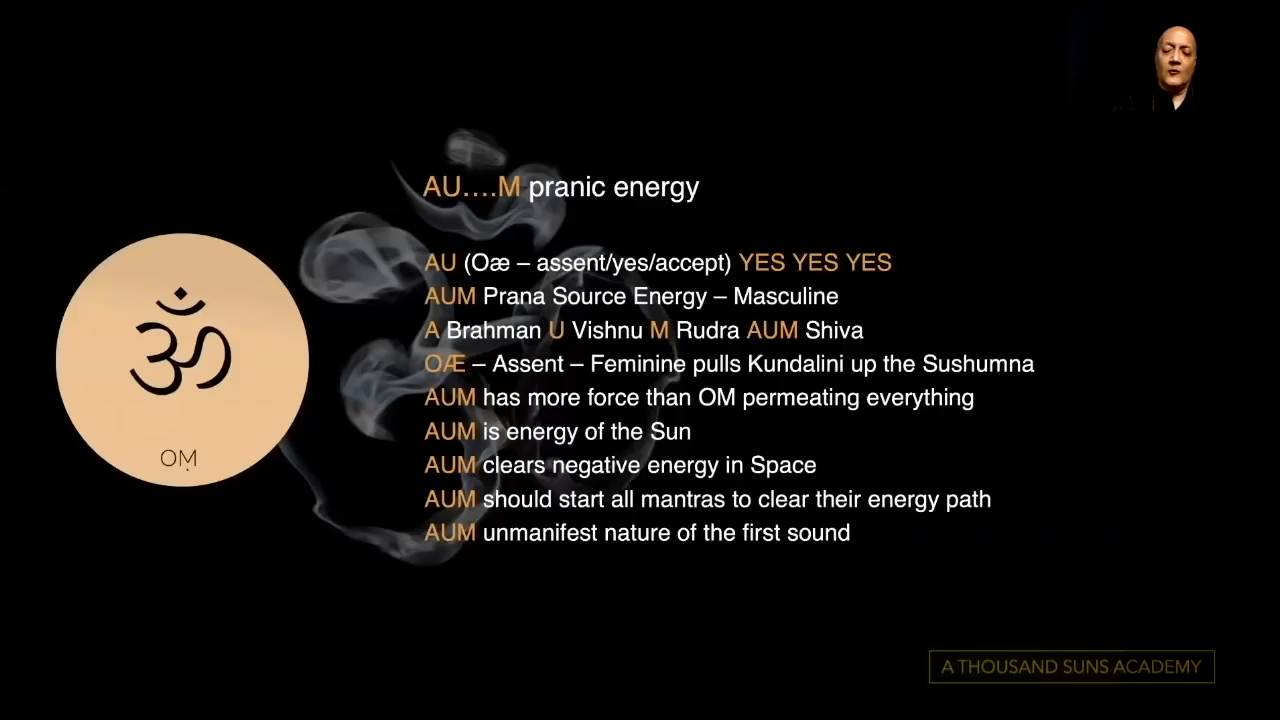 AU....M pranic energy
AU (Oæ – assent/yes/accept) YES YES YES
AUM Prana Source Energy – Masculine
A Brahman U Vishnu M Rudra AUM Shiva
OÆ – Assent – Feminine pulls Kundalini up the Sushumna
AUM has more force than OM permeating everything
AUM is energy of the Sun
AUM clears negative energy in Space
AUM should start all mantras to clear their energy path
AUM unmanifest nature of the first sound
ॐ
OṂ
A THOUSAND SUNS ACADEMY